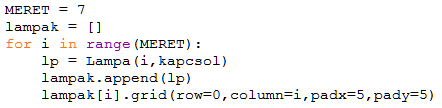 MERET = 7
lampak = []
for i in range(MERET):
    lp = Lampa(i,kapcsol)
    lampak.append(lp)
    lampak[i].grid(row=0,column=i,padx=5,pady=5)